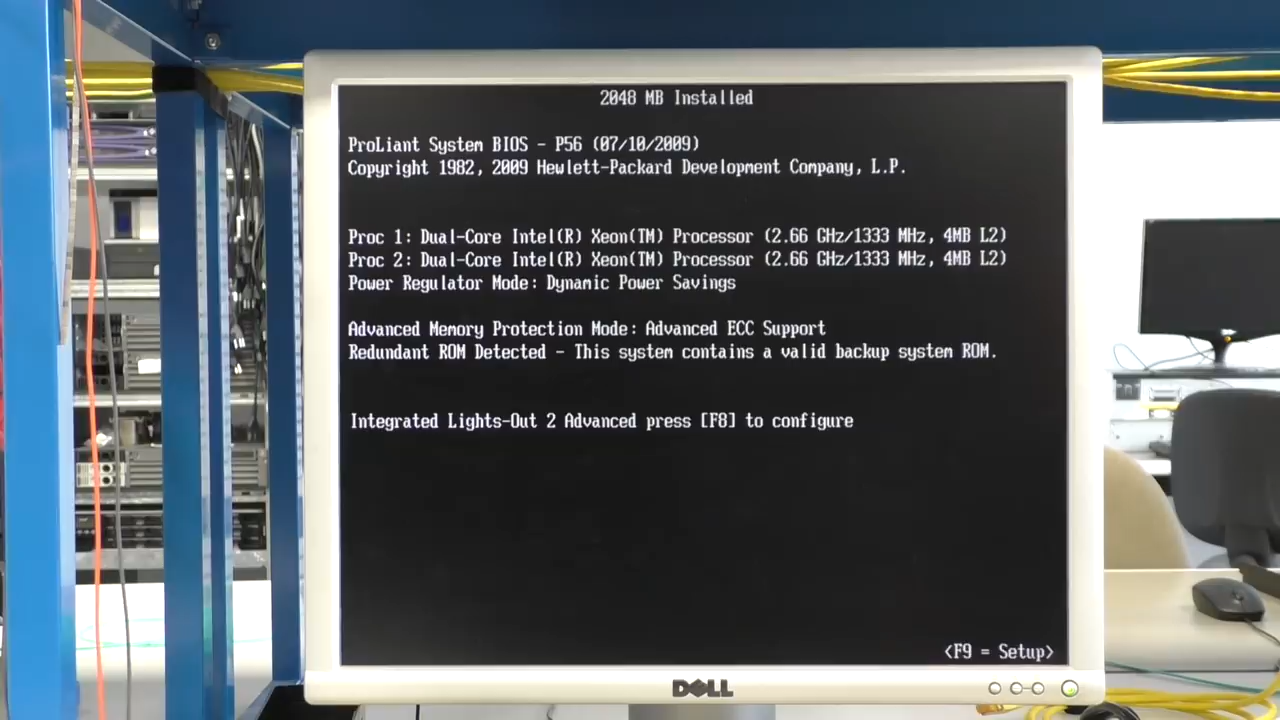 2048 MB Installed
ProLiant System BIOS - P56 (07/10/2009)
Copyright 1982, 2009 Hewlett-Packard Development Company, L.P.
Proc 1: Dual-Core Intel(R) Xeon(TM) Processor (2.66 GHz/1333 MHz, 4MB L2)
Proc 2: Dual-Core Intel(R) Xeon(TM) Processor (2.66 GHz/1333 MHz, 4MB L2)
Power Regulator Mode: Dynamic Power Savings
Advanced Memory Protection Mode: Advanced ECC Support
Redundant ROM Detected - This system contains a valid backup system ROM.
Integrated Lights-Out 2 Advanced press [F8] to configure
<F9 = Setup>
DELL